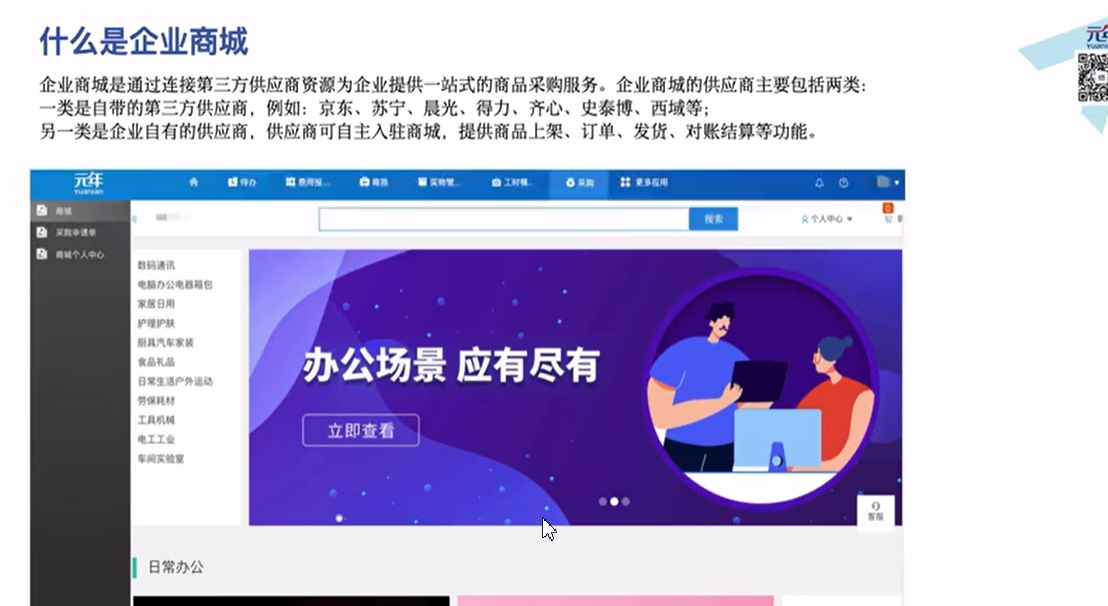 什么是企业商城
元年
企业商城是通过连接第三方供应商资源为企业提供一站式的商品采购服务。企业商城的供应商主要包括两类：
一类是自带的第三方供应商，例如：京东、苏宁、晨光、得力、齐心、史泰博、西域等；
另一类是企业自有的供应商，供应商可自主入驻商城，提供商品上架、订单、发货、对账结算等功能。
元年
yuanian
待办
费用报...
商旅
采购
更多应用
商城
采购申请单
商城个人中心
搜索
个人中心
0
数码通讯
电脑办公电器箱包
家居日用
护理护肤
厨具汽车家装
食品礼品
日常生活户外运动
劳保耗材
工具机械
电工工业
车间实验室
办公场景 应有尽有
立即查看
客服
日常办公